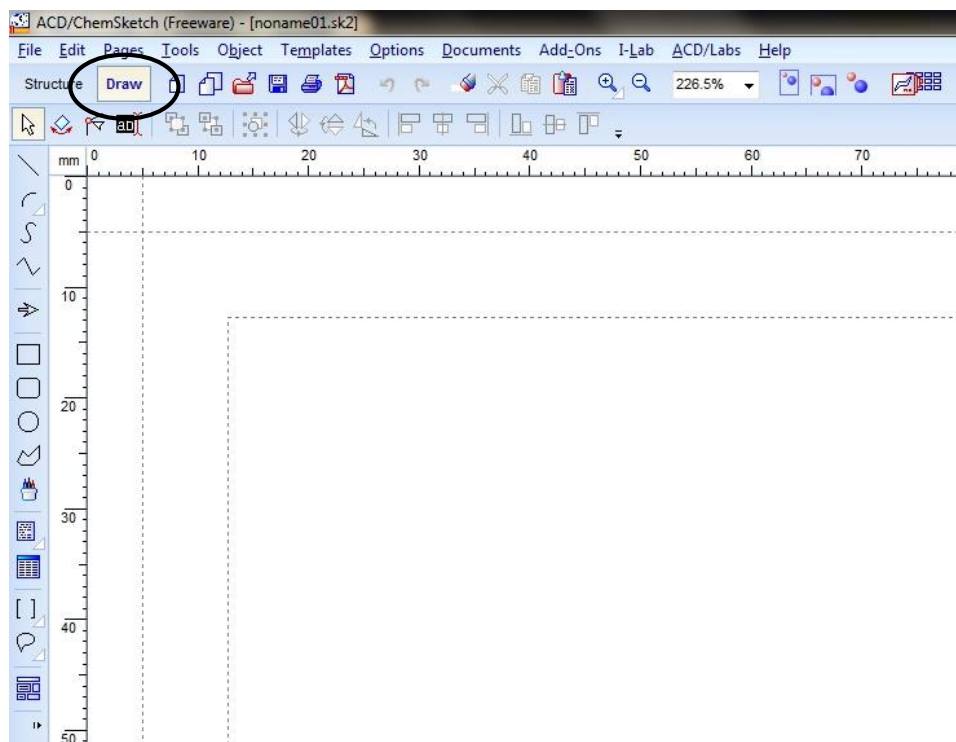 ACD/ChemSketch (Freeware) - [noname01.sk2]
File Edit Pages Tools Object Templates Options Documents Add-Ons I-Lab ACD/Labs Help
Structure Draw 226.5%
ab
mm 0 10 20 30 40 50 60 70
0
10
20
30
40
50